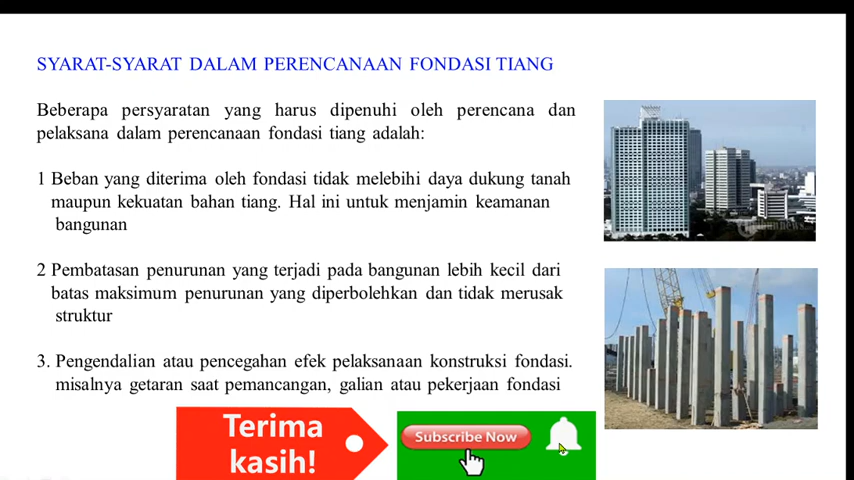 SYARAT-SYARAT DALAM PERENCANAAN FONDASI TIANG
Beberapa persyaratan yang harus dipenuhi oleh perencana dan
pelaksana dalam perencanaan fondasi tiang adalah:
1 Beban yang diterima oleh fondasi tidak melebihi daya dukung tanah
maupun kekuatan bahan tiang. Hal ini untuk menjamin keamanan
bangunan
2 Pembatasan penurunan yang terjadi pada bangunan lebih kecil dari
batas maksimum penurunan yang diperbolehkan dan tidak merusak
struktur
3. Pengendalian atau pencegahan efek pelaksanaan konstruksi fondasi.
misalnya getaran saat pemancangan, galian atau pekerjaan fondasi
Terima
kasih!
Subscribe Now